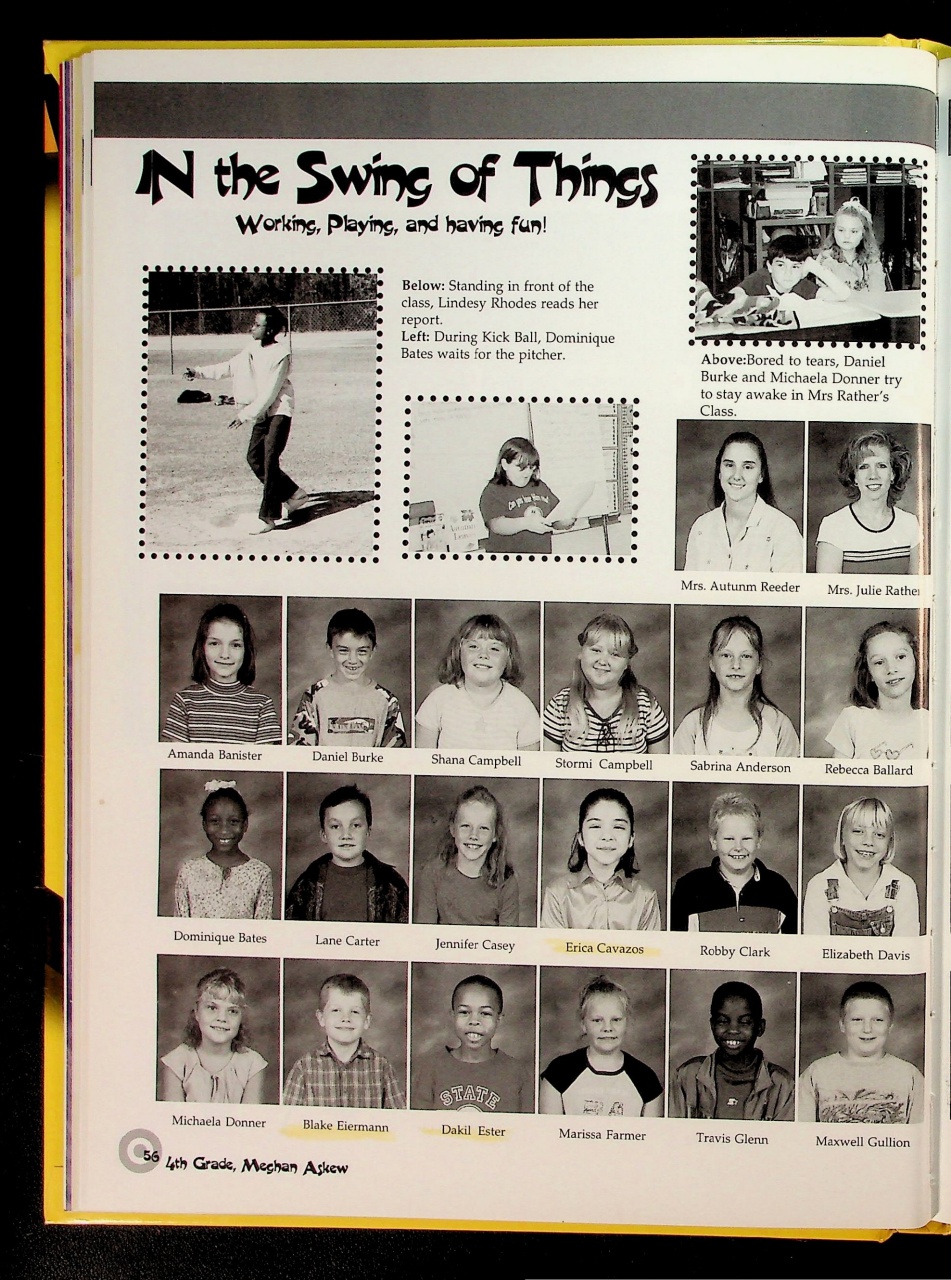 IN the Swing of Things
Working, Playing, and having fun!
Below: Standing in front of the
class, Lindesy Rhodes reads her
report.
Left: During Kick Ball, Dominique
Bates waits for the pitcher.
Above:Bored to tears, Daniel
Burke and Michaela Donner try
to stay awake in Mrs Rather's
Class.
Mrs. Autunm Reeder
Mrs. Julie Rather
Amanda Banister
Daniel Burke
Shana Campbell
Stormi Campbell
Sabrina Anderson
Rebecca Ballard
Dominique Bates
Lane Carter
Jennifer Casey
Erica Cavazos
Robby Clark
Elizabeth Davis
STATE
Michaela Donner
Blake Eiermann
Dakil Ester
Marissa Farmer
Travis Glenn
Maxwell Gullion
56 4th Grade, Meghan Askew